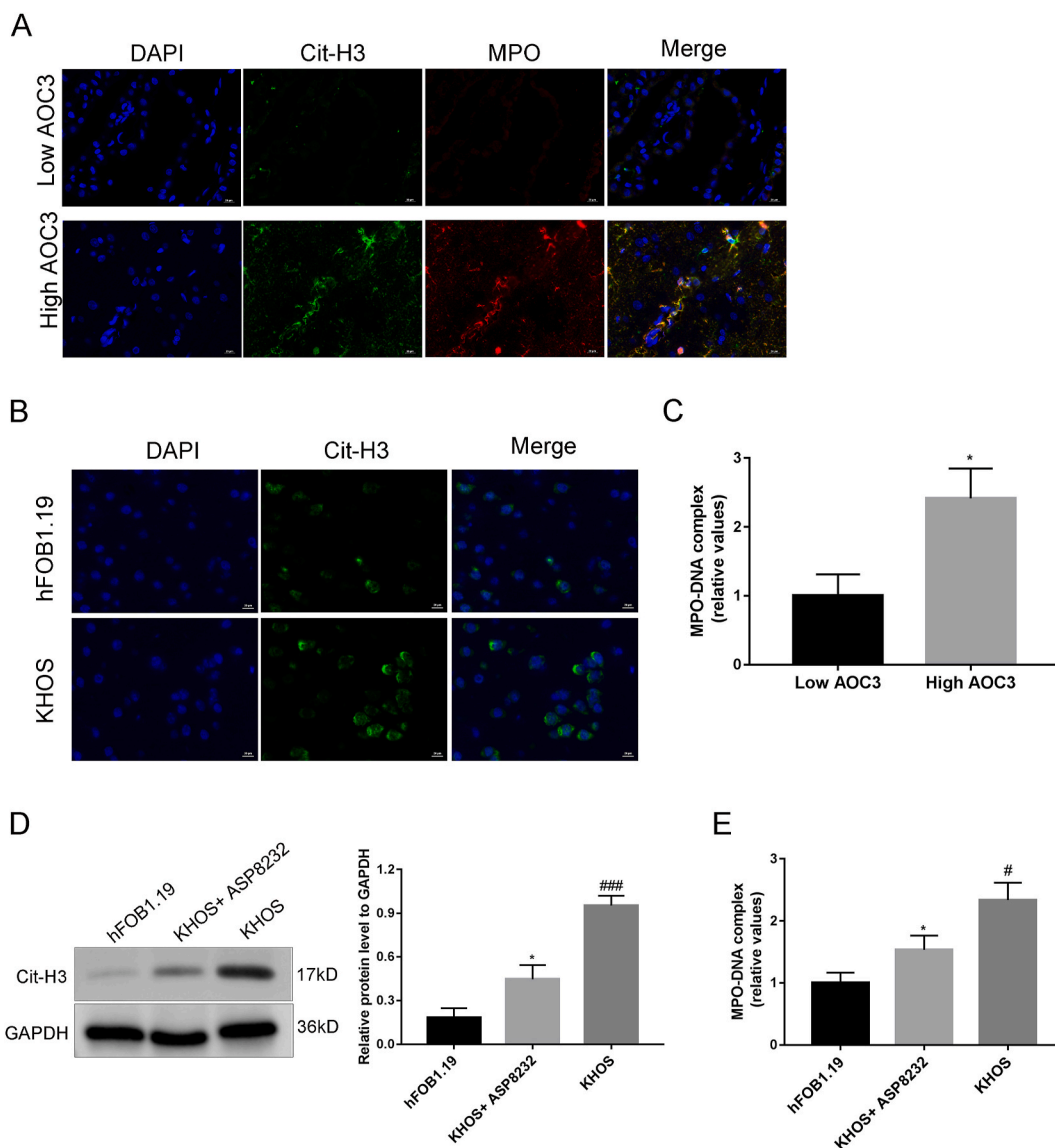 A
DAPI Cit-H3 MPO Merge
Low AOC3
High AOC3
B
DAPI Cit-H3 Merge
hFOB1.19
KHOS
C
MPO-DNA complex
(relative values)
3
2
1
0
*
Low AOC3 High AOC3
D
hFOB1.19 KHOS+ ASP8232 KHOS
Cit-H3 17kD
GAPDH 36kD
Relative protein level to GAPDH
1.2
0.9
0.6
0.3
0.0
*
###
hFOB1.19 KHOS+ ASP8232 KHOS
E
MPO-DNA complex
(relative values)
3
2
1
0
*
#
hFOB1.19 KHOS+ ASP8232 KHOS